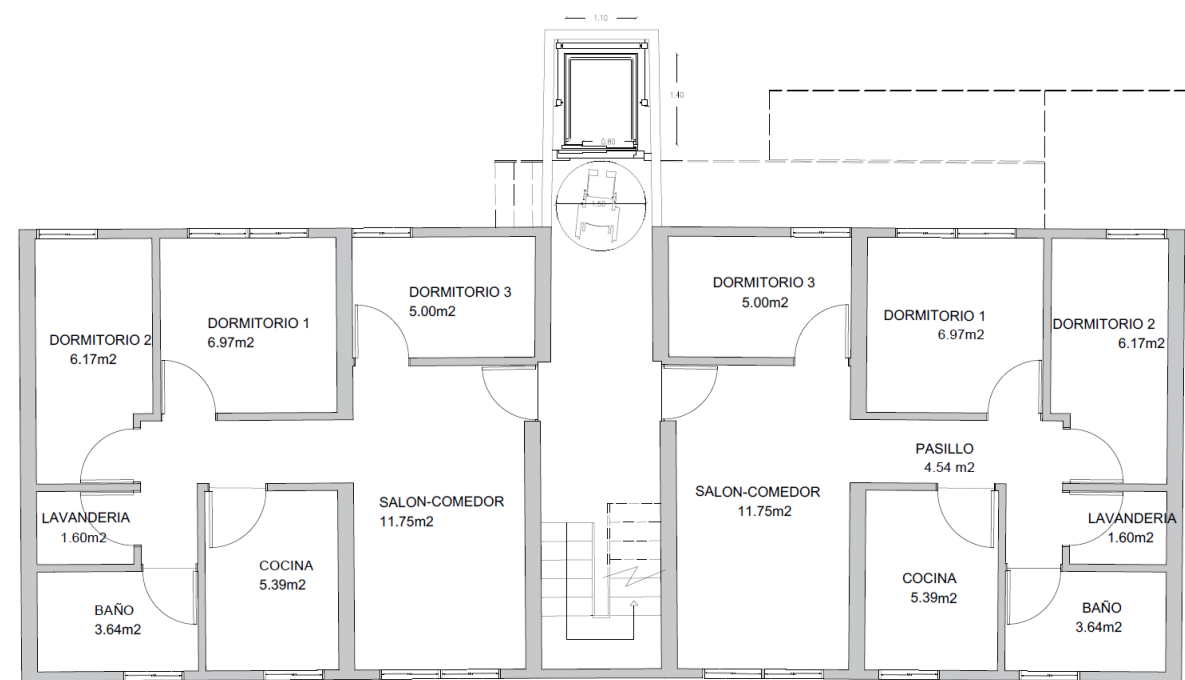 1.10
1.40
0.80
1.50
DORMITORIO 2
6.17m2
DORMITORIO 1
6.97m2
DORMITORIO 3
5.00m2
DORMITORIO 3
5.00m2
DORMITORIO 1
6.97m2
DORMITORIO 2
6.17m2
PASILLO
4.54 m2
SALON-COMEDOR
11.75m2
SALON-COMEDOR
11.75m2
LAVANDERIA
1.60m2
LAVANDERIA
1.60m2
COCINA
5.39m2
COCINA
5.39m2
BAÑO
3.64m2
BAÑO
3.64m2